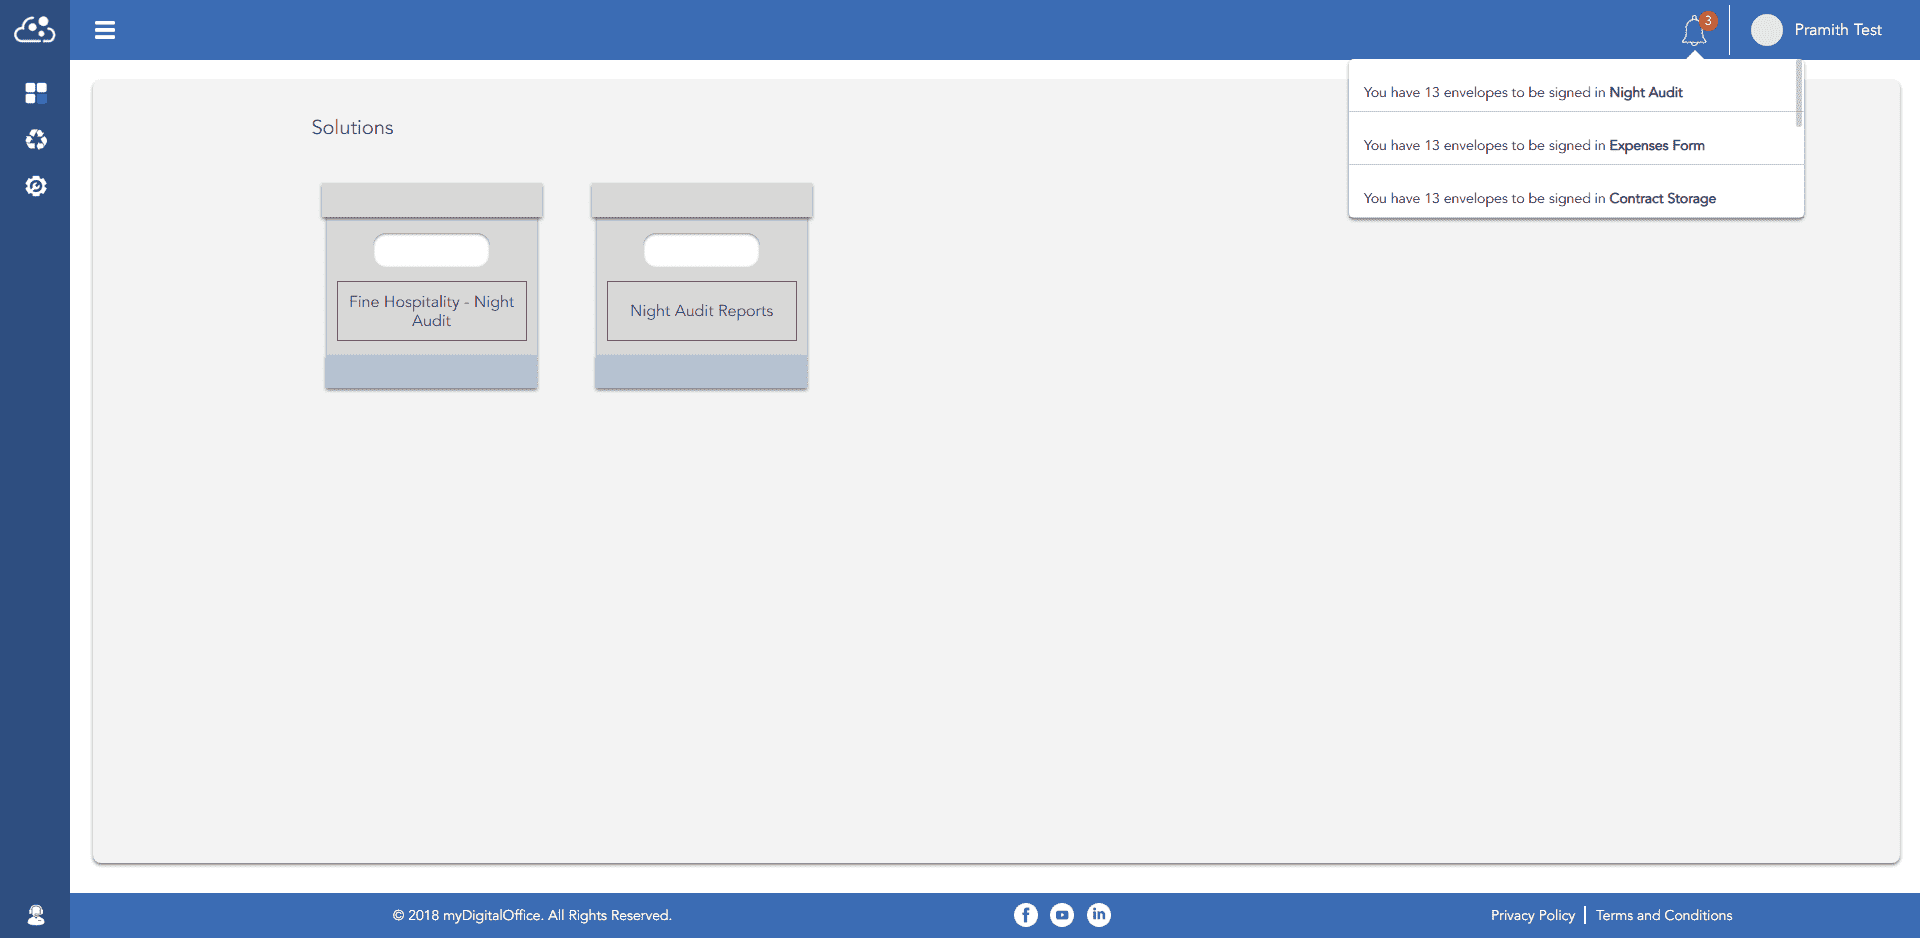 3
Pramith Test
You have 13 envelopes to be signed in Night Audit
You have 13 envelopes to be signed in Expenses Form
You have 13 envelopes to be signed in Contract Storage
Solutions
Fine Hospitality - Night
Audit
Night Audit Reports
© 2018 myDigitalOffice. All Rights Reserved.
Privacy Policy
Terms and Conditions